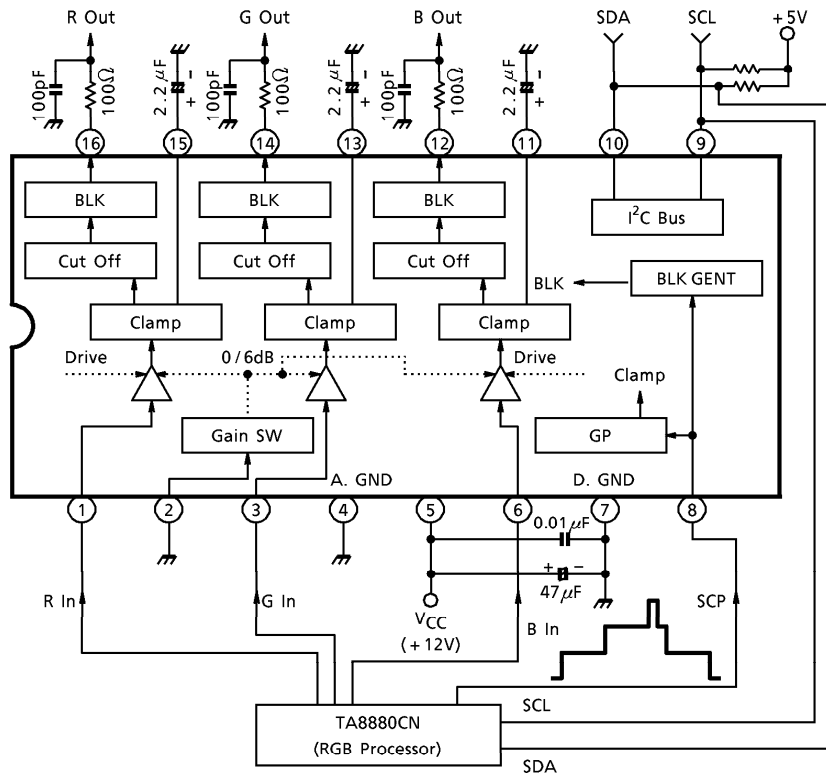 R Out G Out B Out SDA SCL +5V
100pF 100Ω 2.2μF - + 100pF 100Ω 2.2μF - + 100pF 100Ω 2.2μF - +
16 15 14 13 12 11 10 9
BLK BLK BLK I²C Bus
Cut Off Cut Off Cut Off
BLK BLK GENT
Clamp Clamp Clamp
Drive 0/6dB Drive
Clamp
Gain SW GP
A. GND D. GND
1 2 3 4 5 6 7 8
0.01μF
+ -
47μF
R In G In SCP
VCC
(+12V)
B In
TA8880CN
(RGB Processor)
SCL
SDA